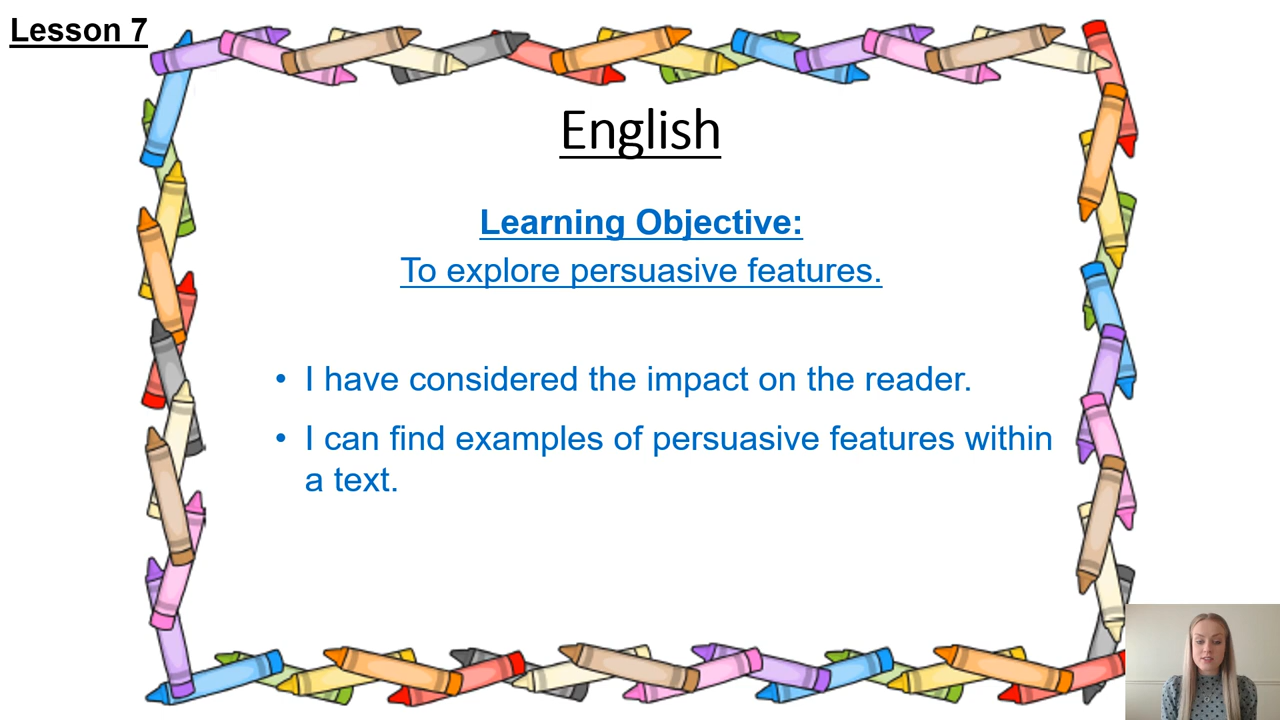 Lesson 7
English
Learning Objective:
To explore persuasive features.
• I have considered the impact on the reader.
• I can find examples of persuasive features within
a text.